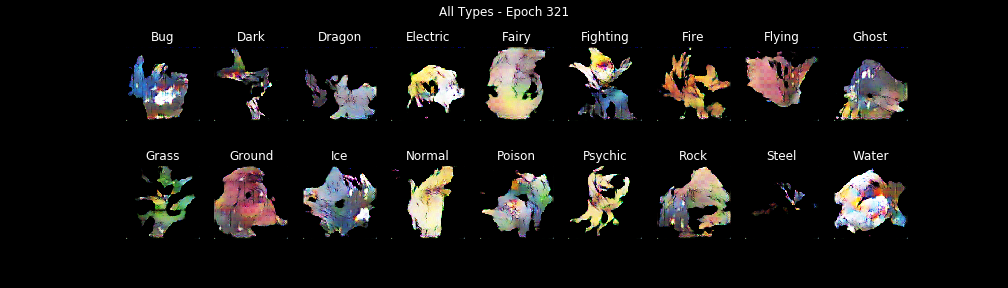 All Types - Epoch 321
Bug Dark Dragon Electric Fairy Fighting Fire Flying Ghost
Grass Ground Ice Normal Poison Psychic Rock Steel Water